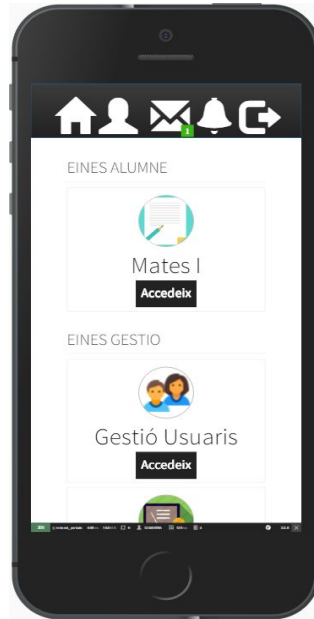 1
EINES ALUMNE
Mates I
Accedeix
EINES GESTIO
Gestió Usuaris
Accedeix